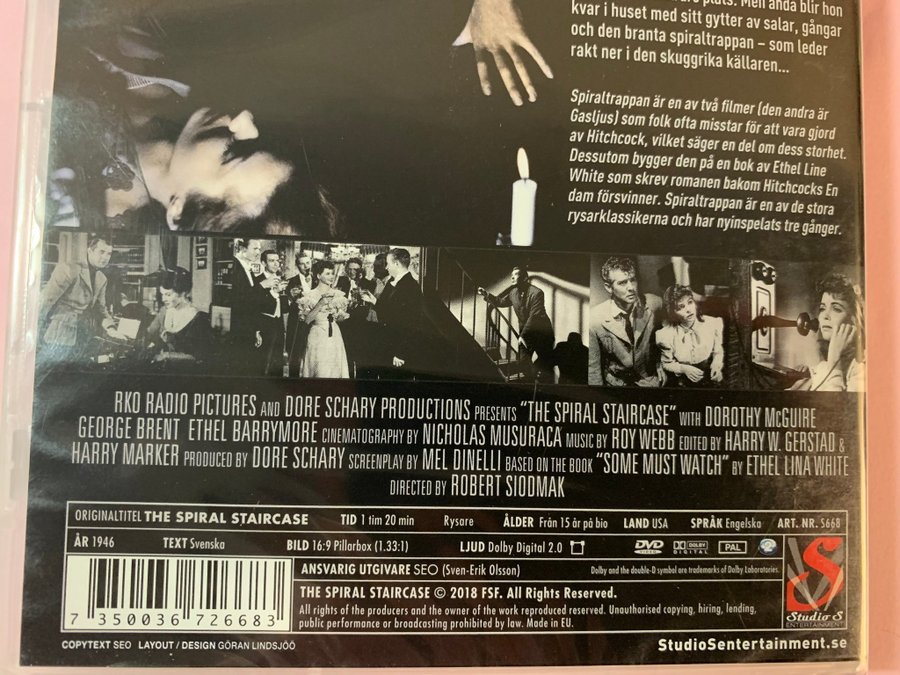 plats. Men ändå blir hon
kvar i huset med sitt gytter av salar, gångar
och den branta spiraltrappan – som leder
rakt ner i den skuggrika källaren...
Spiraltrappan är en av två filmer (den andra är
Gasljus) som folk ofta misstar för att vara gjord
av Hitchcock, vilket säger en del om dess storhet.
Dessutom bygger den på en bok av Ethel Line
White som skrev romanen bakom Hitchcocks En
dam försvinner. Spiraltrappan är en av de stora
rysarklassikerna och har nyinspelats tre gånger.
RKO RADIO PICTURES AND DORE SCHARY PRODUCTIONS PRESENTS "THE SPIRAL STAIRCASE" WITH DOROTHY McGUIRE
GEORGE BRENT ETHEL BARRYMORE CINEMATOGRAPHY BY NICHOLAS MUSURACA MUSIC BY ROY WEBB EDITED BY HARRY W. GERSTAD &
HARRY MARKER PRODUCED BY DORE SCHARY SCREENPLAY BY MEL DINELLI BASED ON THE BOOK "SOME MUST WATCH" BY ETHEL LINA WHITE
DIRECTED BY ROBERT SIODMAK
ORIGINALTITEL THE SPIRAL STAIRCASE TID 1 tim 20 min Rysare ÅLDER Från 15 år på bio LAND USA SPRÅK Engelska ART. NR. S668
ÅR 1946 TEXT Svenska BILD 16:9 Pillarbox (1.33:1) LJUD Dolby Digital 2.0 DVD VIDEO DOLBY DIGITAL PAL
ANSVARIG UTGIVARE SEO (Sven-Erik Olsson) Dolby and the double-D symbol are trademarks of Dolby Laboratories.
THE SPIRAL STAIRCASE © 2018 FSF. All Rights Reserved.
All rights of the producers and the owner of the work reproduced reserved. Unauthorised copying, hiring, lending,
public performance or broadcasting prohibited by law. Made in EU.
S
Studio S
ENTERTAINMENT
7 350036 726683
COPYTEXT SEO LAYOUT / DESIGN GÖRAN LINDSJÖÖ
StudioSentertainment.se